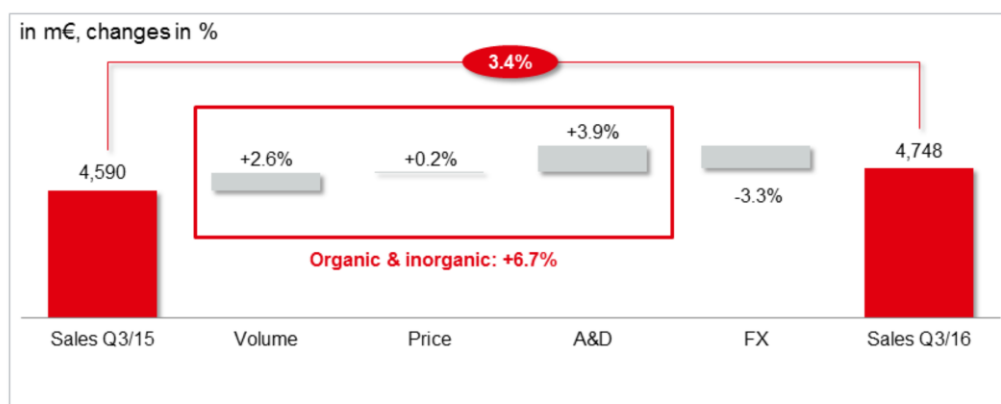 in m€, changes in %
3.4%
4,590
+2.6%
+0.2%
+3.9%
-3.3%
4,748
Organic & inorganic: +6.7%
Sales Q3/15
Volume
Price
A&D
FX
Sales Q3/16